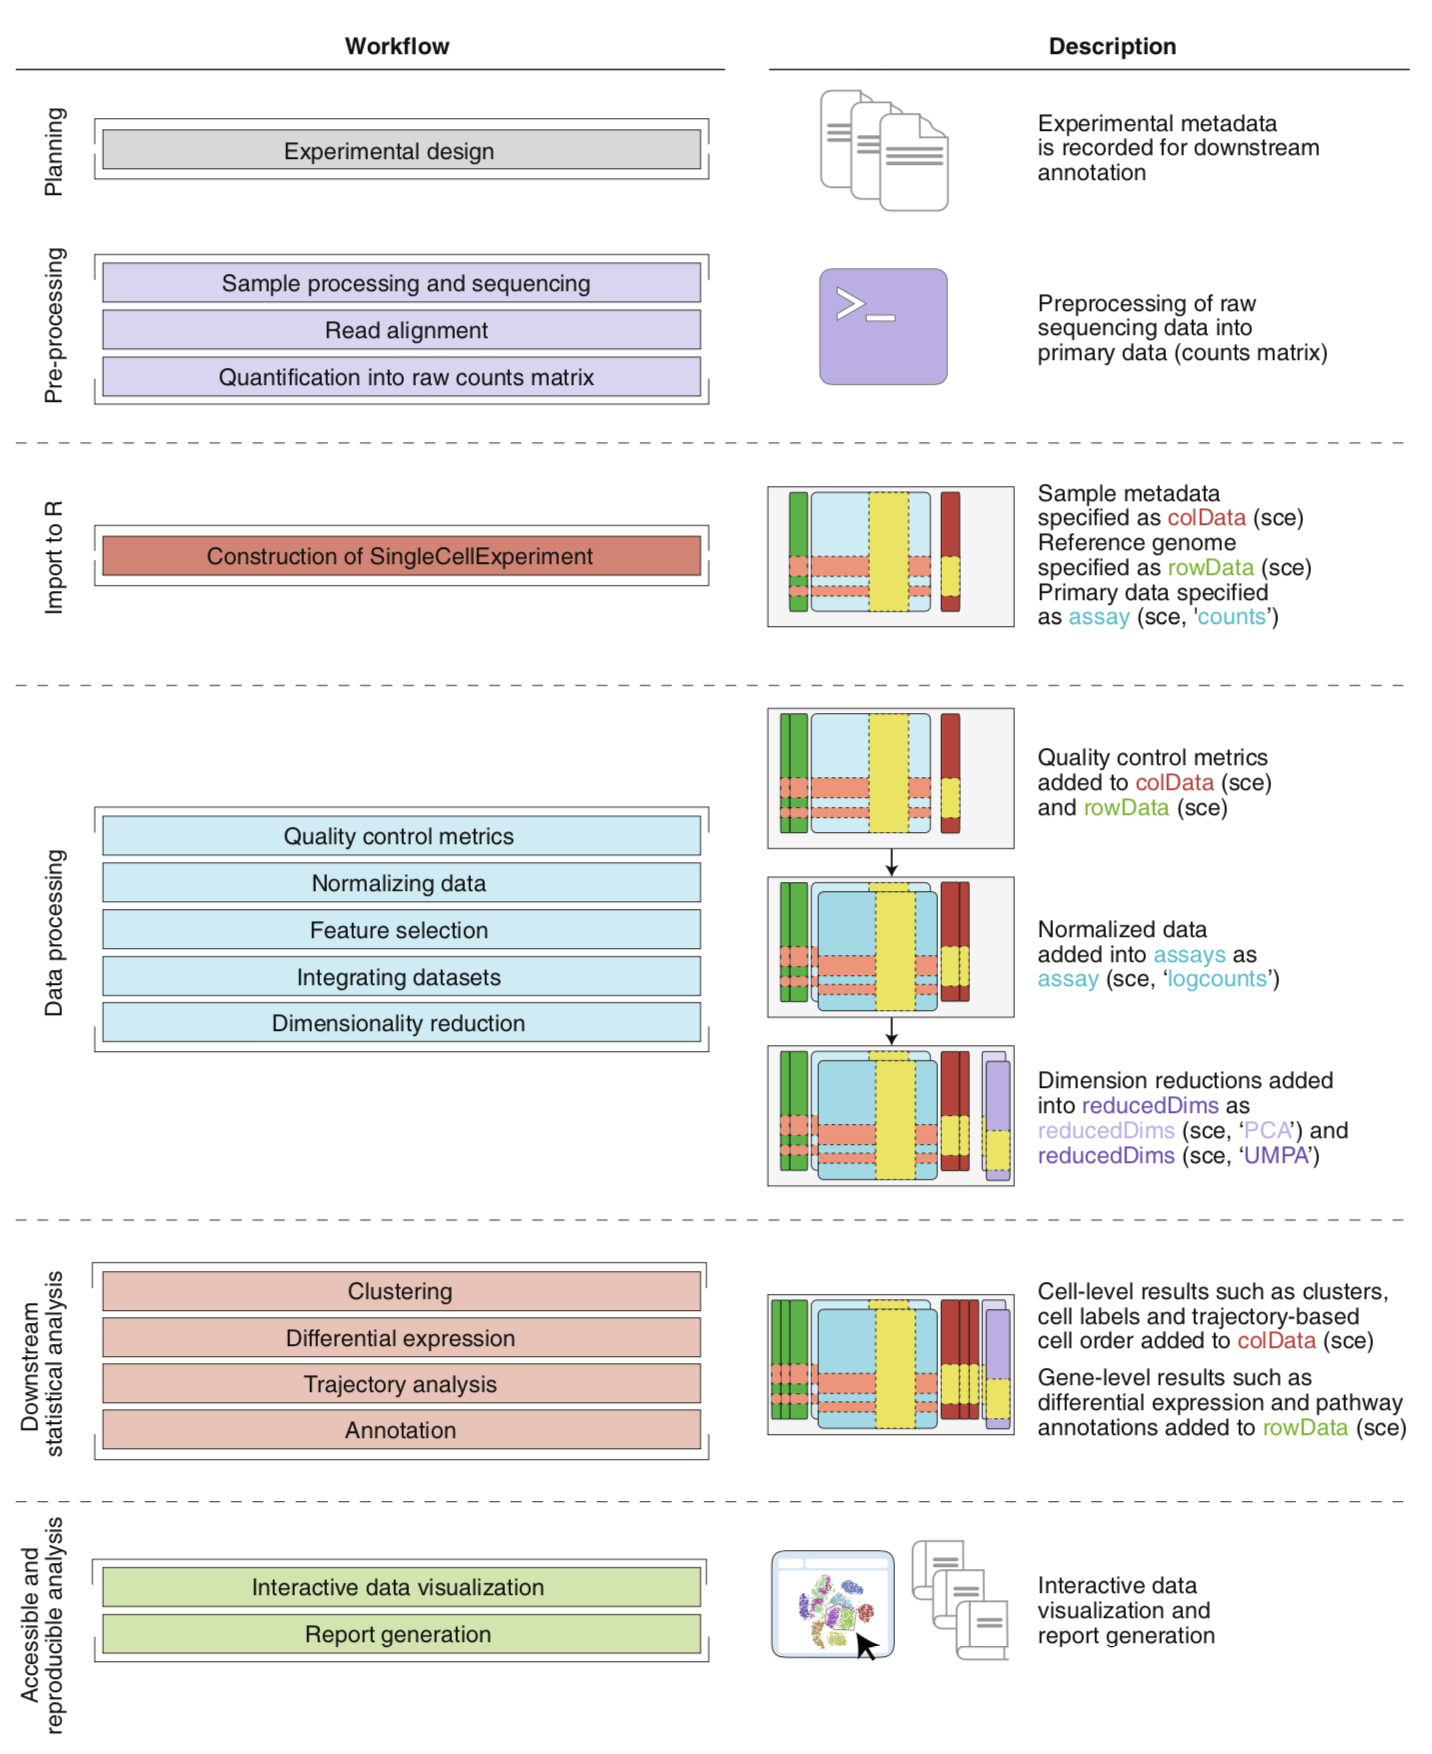 Workflow
Description
Planning
Experimental design
Experimental metadata
is recorded for downstream
annotation
Pre-processing
Sample processing and sequencing
Read alignment
Quantification into raw counts matrix
>_
Preprocessing of raw
sequencing data into
primary data (counts matrix)
Import to R
Construction of SingleCellExperiment
Sample metadata
specified as colData (sce)
Reference genome
specified as rowData (sce)
Primary data specified
as assay (sce, 'counts’)
Data processing
Quality control metrics
Normalizing data
Feature selection
Integrating datasets
Dimensionality reduction
Quality control metrics
added to colData (sce)
and rowData (sce)
Normalized data
added into assays as
assay (sce, ‘logcounts’)
Dimension reductions added
into reducedDims as
reducedDims (sce, ‘PCA’) and
reducedDims (sce, ‘UMPA’)
Downstream
statistical analysis
Clustering
Differential expression
Trajectory analysis
Annotation
Cell-level results such as clusters,
cell labels and trajectory-based
cell order added to colData (sce)
Gene-level results such as
differential expression and pathway
annotations added to rowData (sce)
Accessible and
reproducible analysis
Interactive data visualization
Report generation
Interactive data
visualization and
report generation